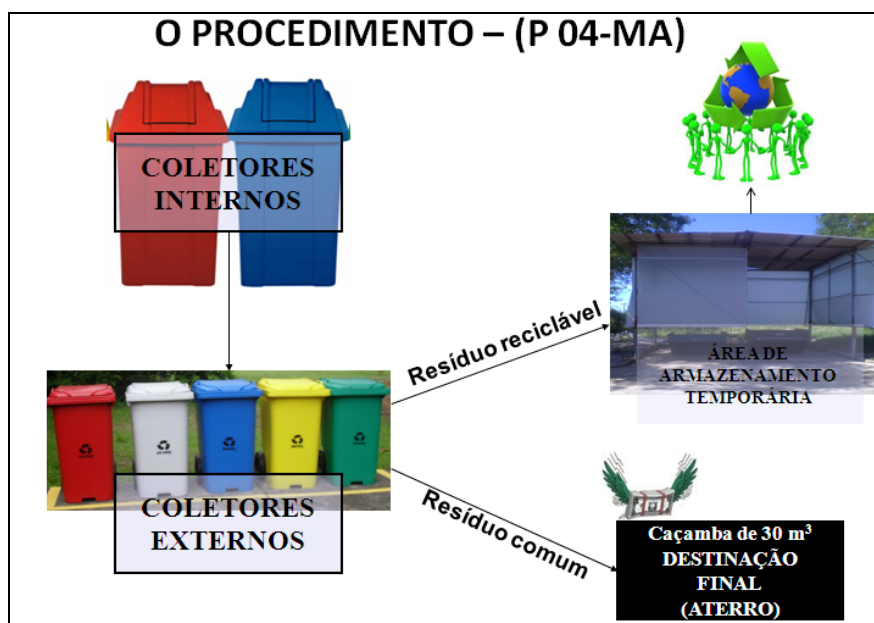 O PROCEDIMENTO – (P 04-MA)
COLETORES
INTERNOS
Resíduo reciclável
ÁREA DE
ARMAZENAMENTO
TEMPORÁRIA
COLETORES
EXTERNOS
Resíduo comum
Caçamba de 30 m³
DESTINAÇÃO
FINAL
(ATERRO)